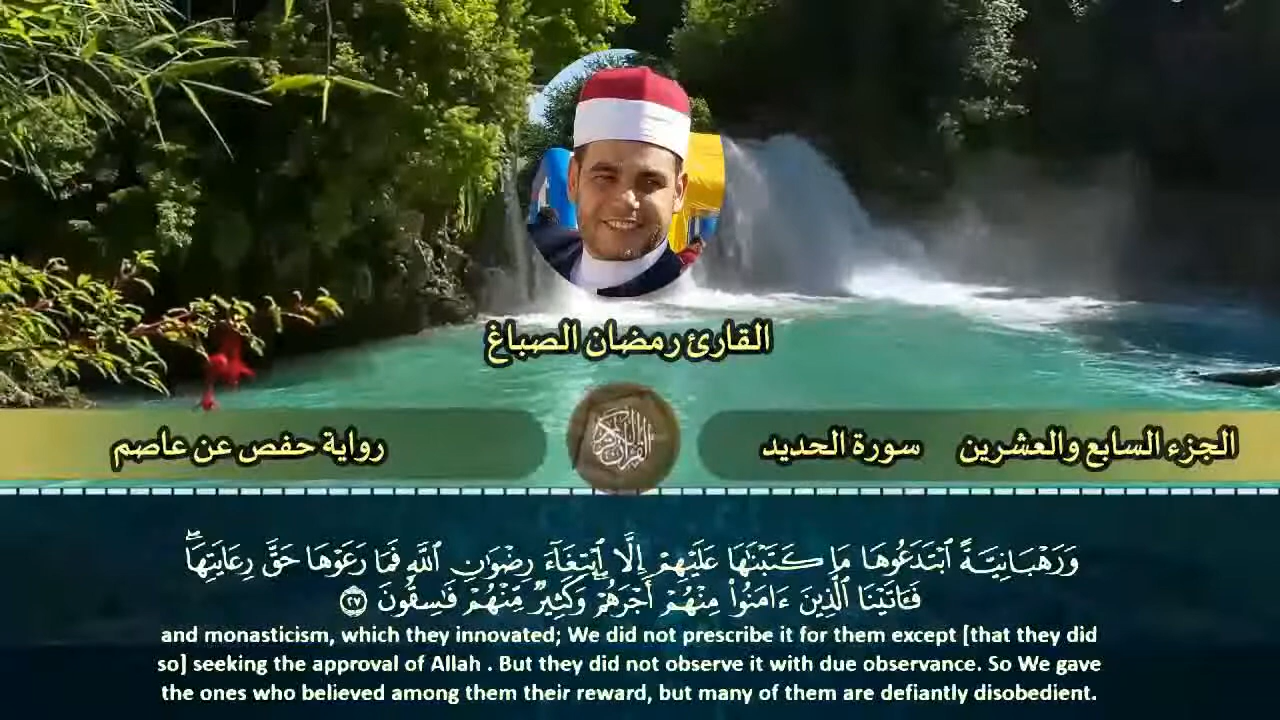 القارئ رمضان الصباغ
الجزء السابع والعشرين
سورة الحديد
القرآن الكريم
رواية حفص عن عاصم
وَرَهْبَانِيَّةً ٱبْتَدَعُوهَا مَا كَتَبْنَٰهَا عَلَيْهِمْ إِلَّا ٱبْتِغَآءَ رِضْوَٰنِ ٱللَّهِ فَمَا رَعَوْهَا حَقَّ رِعَايَتِهَاۖ
فَـَٔاتَيْنَا ٱلَّذِينَ ءَامَنُوا۟ مِنْهُمْ أَجْرَهُمْۖ وَكَثِيرٌ مِّنْهُمْ فَٰسِقُونَ ٢٧
and monasticism, which they innovated; We did not prescribe it for them except [that they did
so] seeking the approval of Allah . But they did not observe it with due observance. So We gave
the ones who believed among them their reward, but many of them are defiantly disobedient.